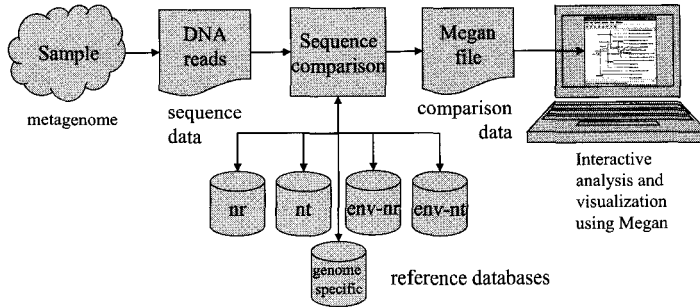 Sample
DNA
reads
Sequence
comparison
Megan
file
metagenome
sequence
data
comparison
data
Interactive
analysis and
visualization
using Megan
nr
nt
env-nr
env-nt
genome
specific
reference databases